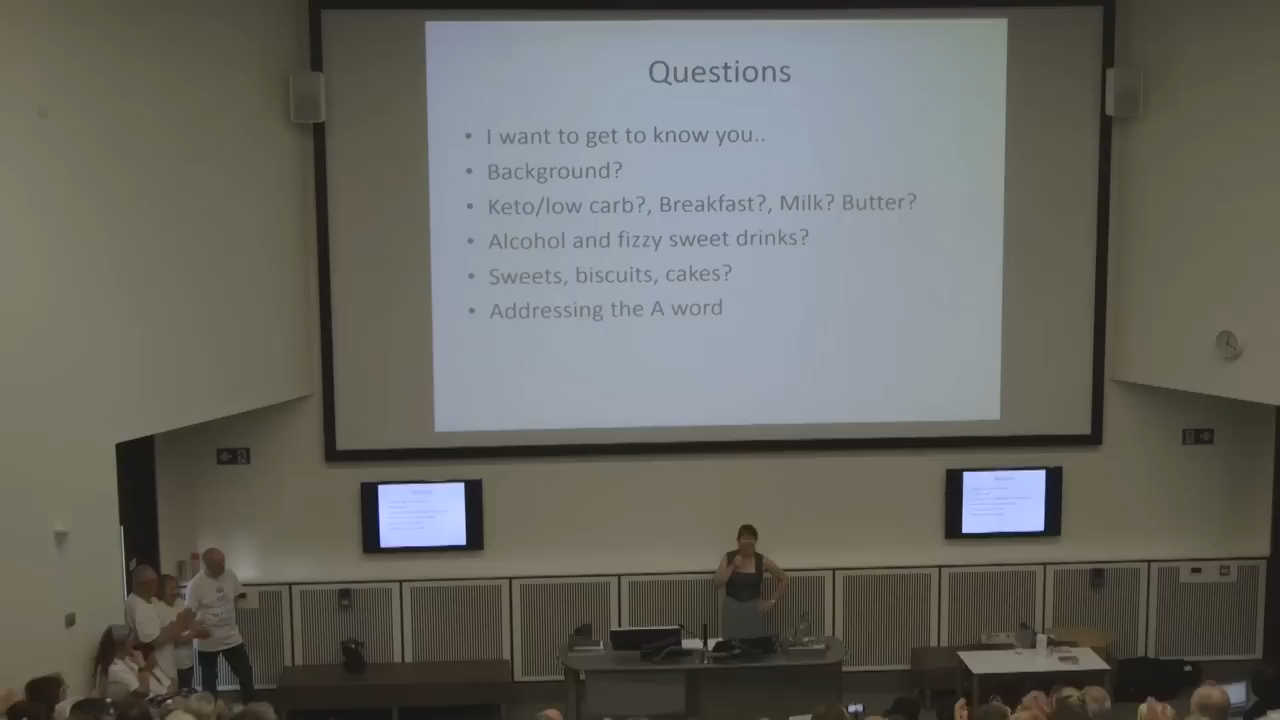 Questions
• I want to get to know you..
• Background?
• Keto/low carb?, Breakfast?, Milk? Butter?
• Alcohol and fizzy sweet drinks?
• Sweets, biscuits, cakes?
• Addressing the A word